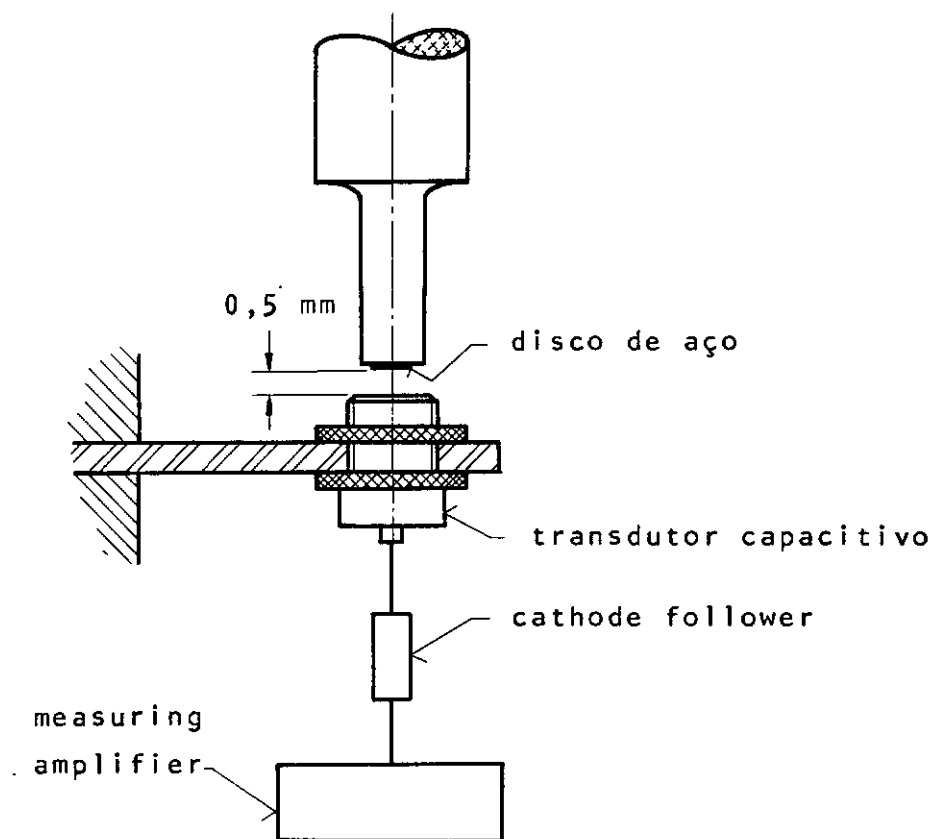 0,5 mm
disco de aço
transdutor capacitivo
cathode follower
measuring
amplifier